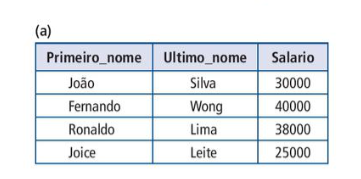 (a)
Primeiro_nome Ultimo_nome Salario
João Silva 30000
Fernando Wong 40000
Ronaldo Lima 38000
Joice Leite 25000